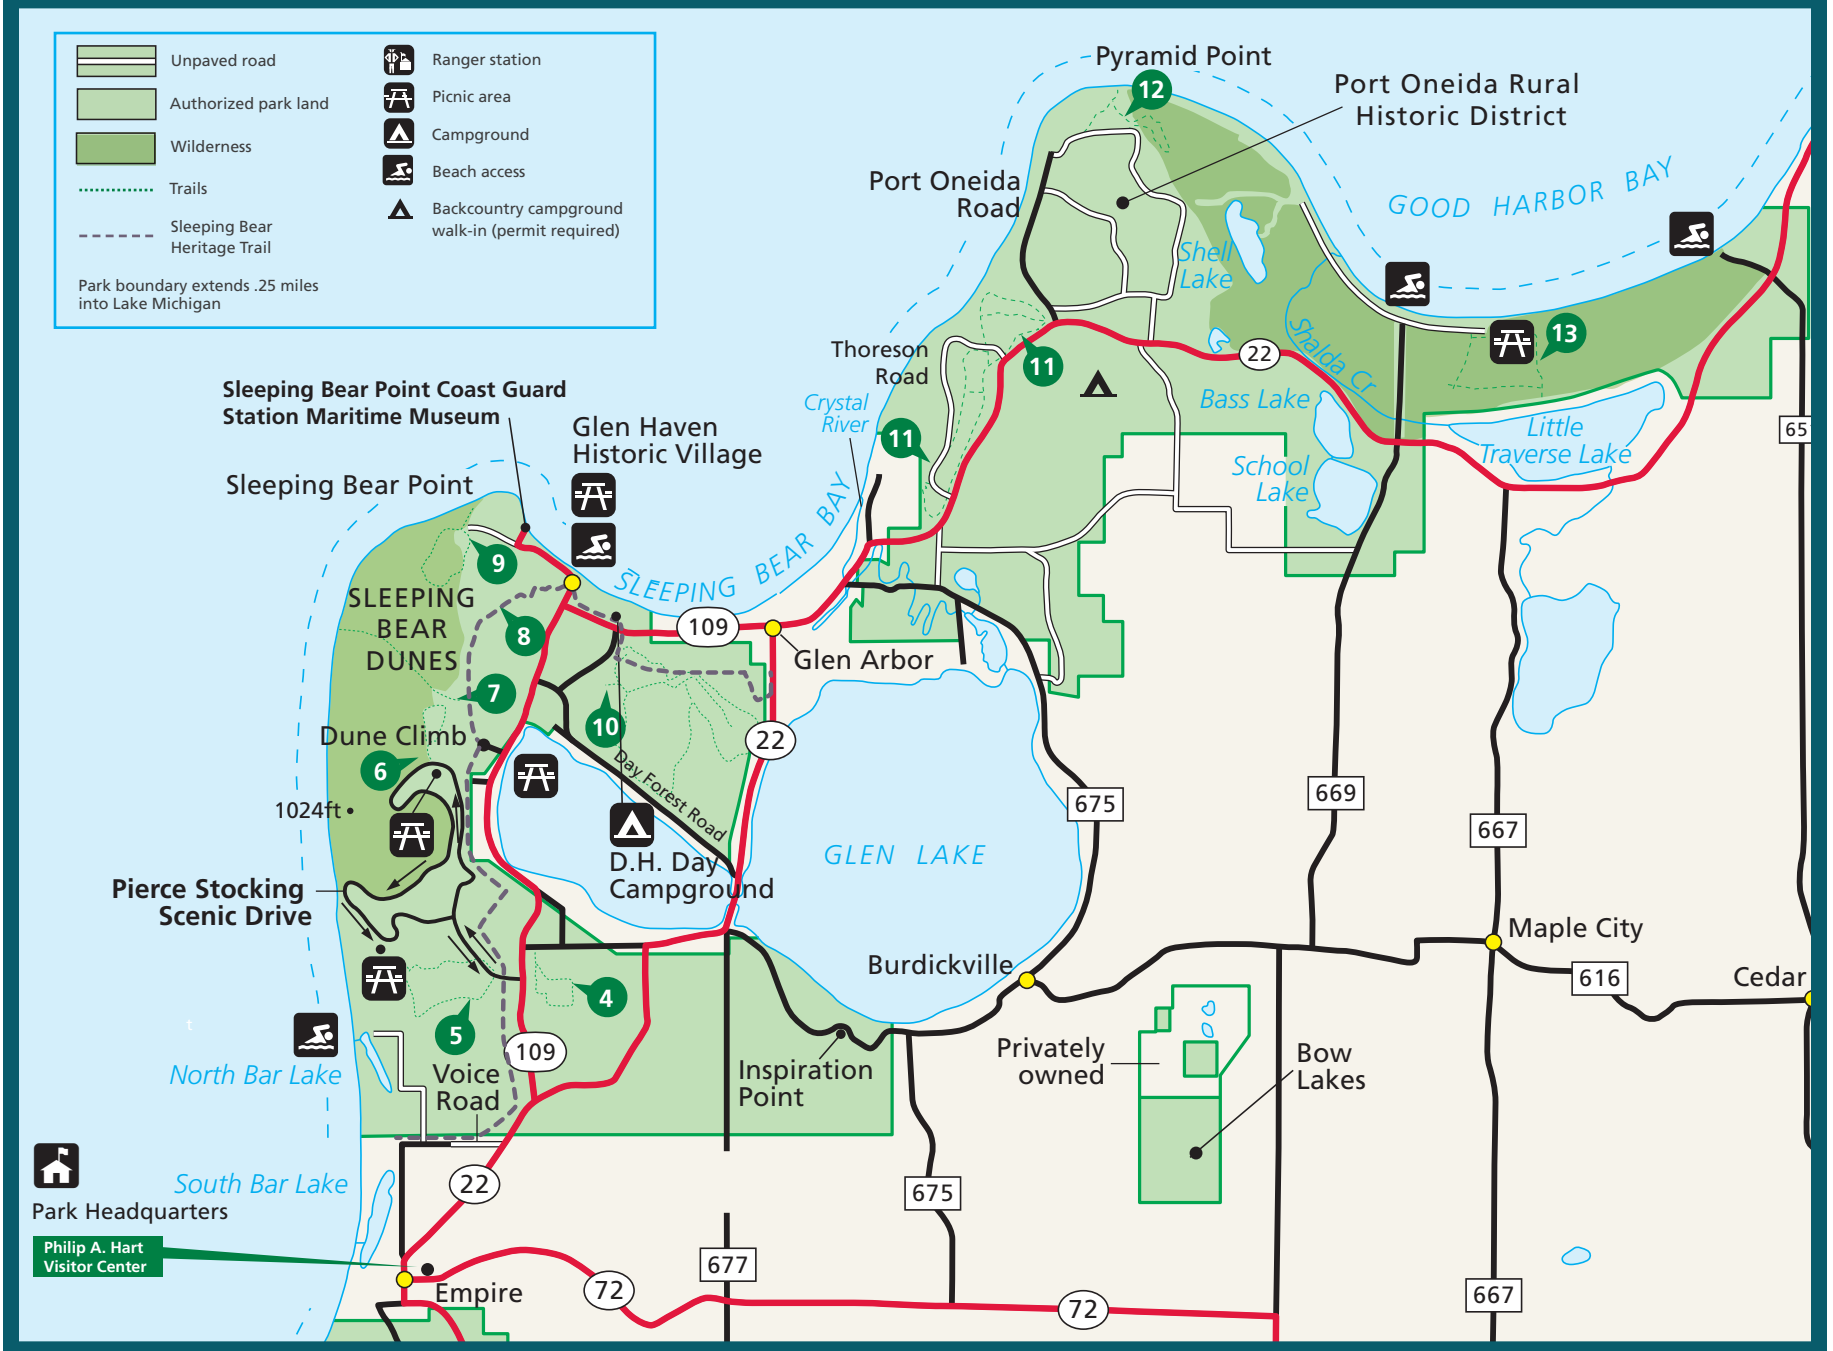 Unpaved road
Authorized park land
Wilderness
Trails
Sleeping Bear
Heritage Trail
Park boundary extends .25 miles
into Lake Michigan
Ranger station
Picnic area
Campground
Beach access
Backcountry campground
walk-in (permit required)
Pyramid Point
12
Port Oneida Rural
Historic District
Port Oneida
Road
GOOD HARBOR BAY
Shell
Lake
Shalda Cr
13
22
11
Thoreson
Road
Crystal
River
11
Bass Lake
School
Lake
Little
Traverse Lake
651
Sleeping Bear Point Coast Guard
Station Maritime Museum
Glen Haven
Historic Village
Sleeping Bear Point
SLEEPING BEAR BAY
9
SLEEPING
BEAR
DUNES
8
109
Glen Arbor
7
10
22
Dune Climb
6
Day Forest Road
1024ft
675
669
667
GLEN LAKE
D.H. Day
Campground
Pierce Stocking
Scenic Drive
Maple City
Burdickville
616
Cedar
4
5
t
109
North Bar Lake
Voice
Road
Inspiration
Point
Privately
owned
Bow
Lakes
22
South Bar Lake
675
Park Headquarters
Philip A. Hart
Visitor Center
677
Empire
72
72
667